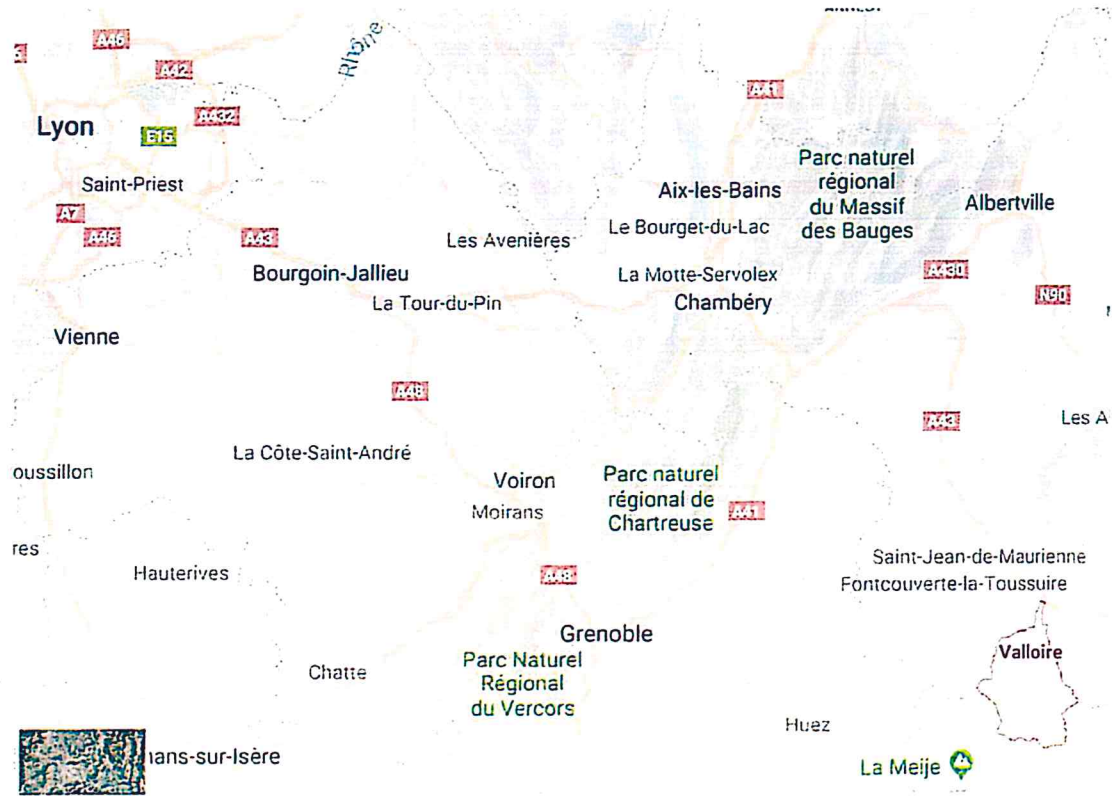 A46
A42
Rhône
A41
A432
Lyon
E15
Saint-Priest
Parc naturel
régional
du Massif
des Bauges
Aix-les-Bains
Albertville
A7
A46
A43
Les Avenières
Le Bourget-du-Lac
Bourgoin-Jallieu
La Motte-Servolex
A430
La Tour-du-Pin
Chambéry
N90
Vienne
A48
A43
Les A
La Côte-Saint-André
oussillon
Voiron
Parc naturel
régional de
Chartreuse
Moirans
A41
res
Hauterives
A48
Saint-Jean-de-Maurienne
Fontcouverte-la-Toussuire
Grenoble
Valloire
Chatte
Parc Naturel
Régional
du Vercors
Huez
nans-sur-Isère
La Meije